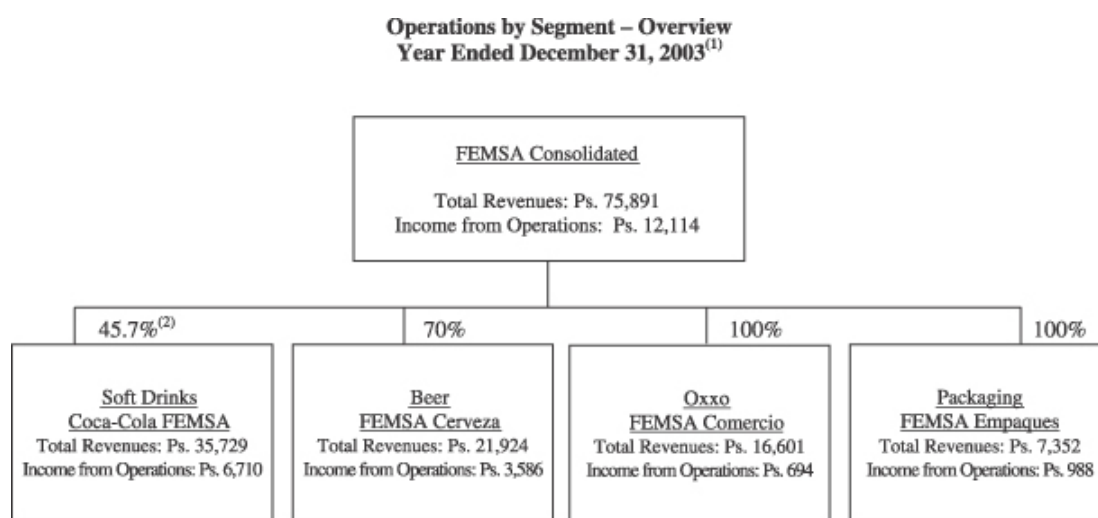 Operations by Segment – Overview
Year Ended December 31, 2003(1)
FEMSA Consolidated
Total Revenues: Ps. 75,891
Income from Operations: Ps. 12,114
45.7%(2)
70%
100%
100%
Soft Drinks
Coca-Cola FEMSA
Total Revenues: Ps. 35,729
Income from Operations: Ps. 6,710
Beer
FEMSA Cerveza
Total Revenues: Ps. 21,924
Income from Operations: Ps. 3,586
Oxxo
FEMSA Comercio
Total Revenues: Ps. 16,601
Income from Operations: Ps. 694
Packaging
FEMSA Empaques
Total Revenues: Ps. 7,352
Income from Operations: Ps. 988